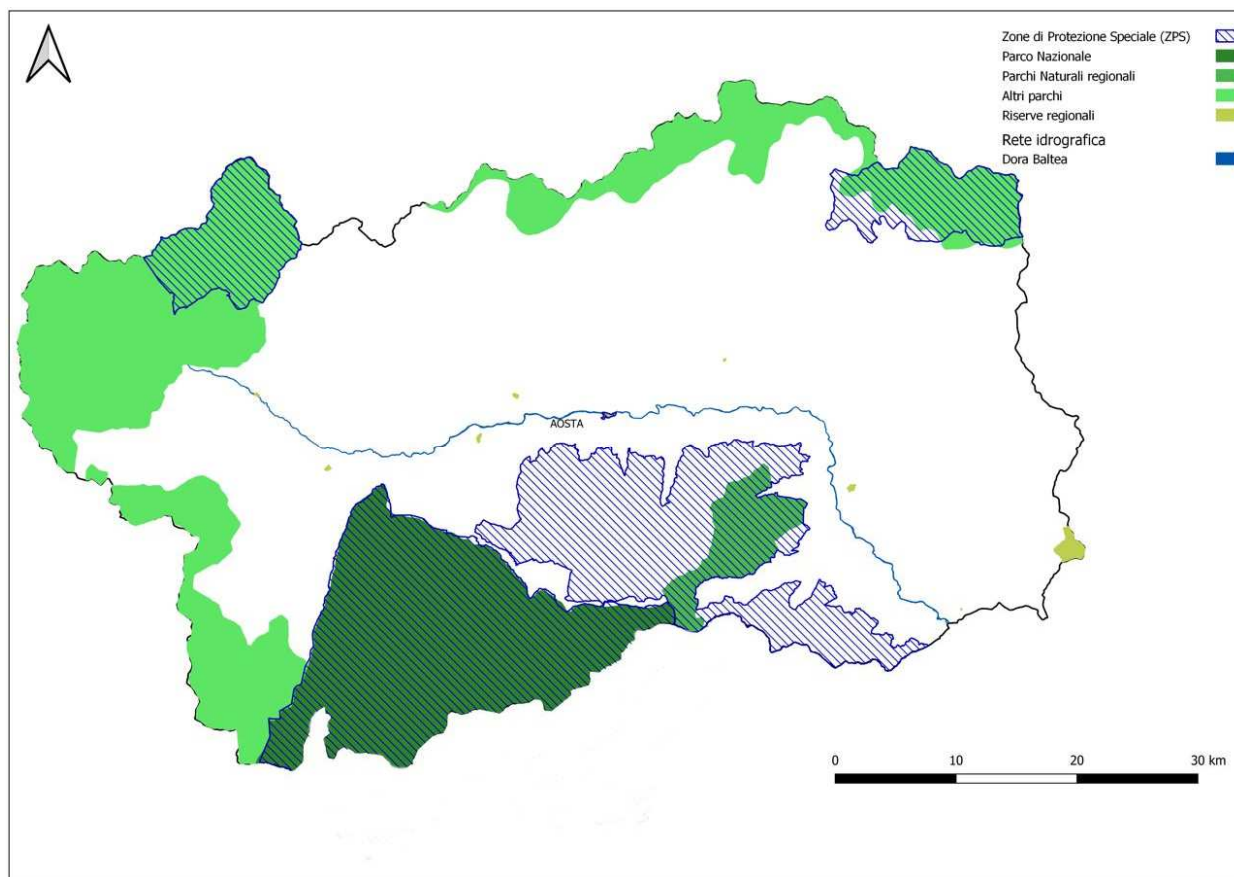 Zone di Protezione Speciale (ZPS)
Parco Nazionale
Parchi Naturali regionali
Altri parchi
Riserve regionali
Rete idrografica
Dora Baltea
AOSTA
0 10 20 30 km